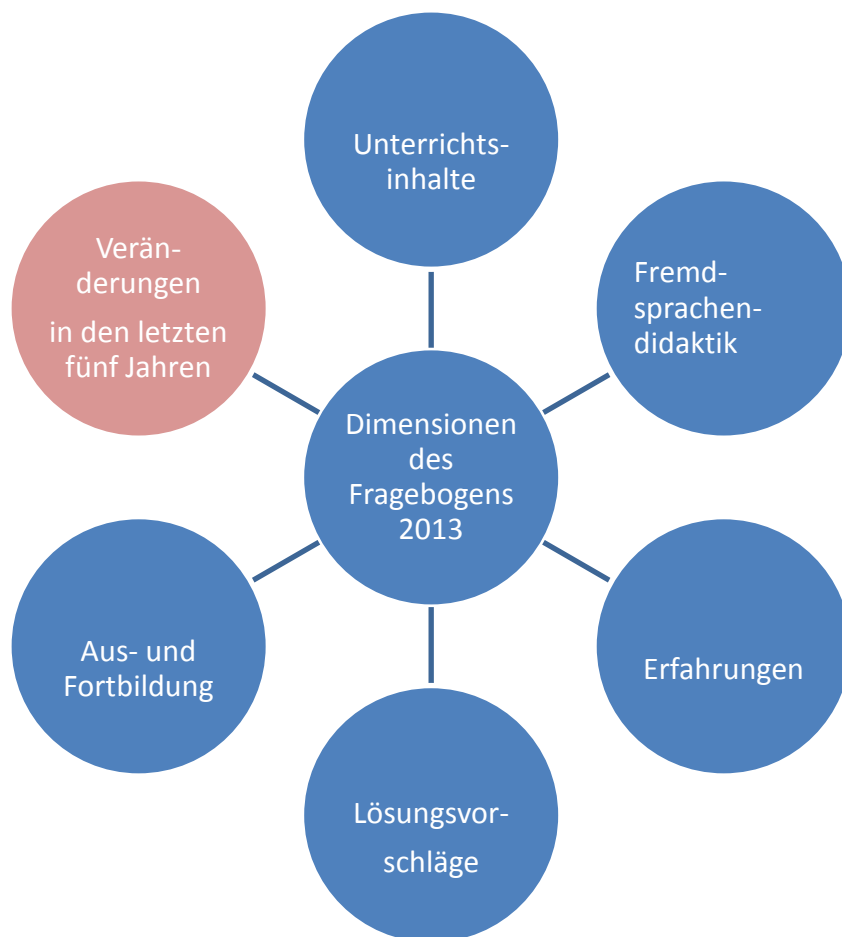 Unterrichts-
inhalte
Fremd-
sprachen-
didaktik
Erfahrungen
Lösungsvor-
schläge
Aus- und
Fortbildung
Verän-
derungen
in den letzten
fünf Jahren
Dimensionen
des
Fragebogens
2013